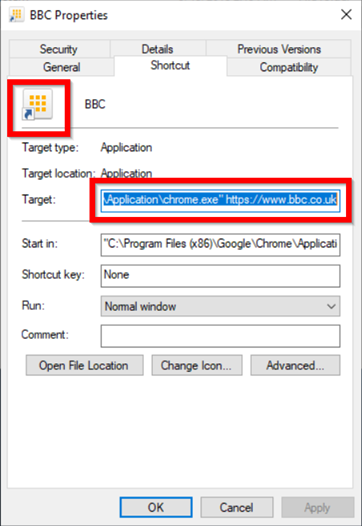 BBC Properties
Security Details Previous Versions
General Shortcut Compatibility
BBC
Target type: Application
Target location: Application
Target: \Application\chrome.exe" https://www.bbc.co.uk
Start in: "C:\Program Files (x86)\Google\Chrome\Applicati
Shortcut key: None
Run: Normal window
Comment:
Open File Location Change Icon... Advanced...
OK Cancel Apply